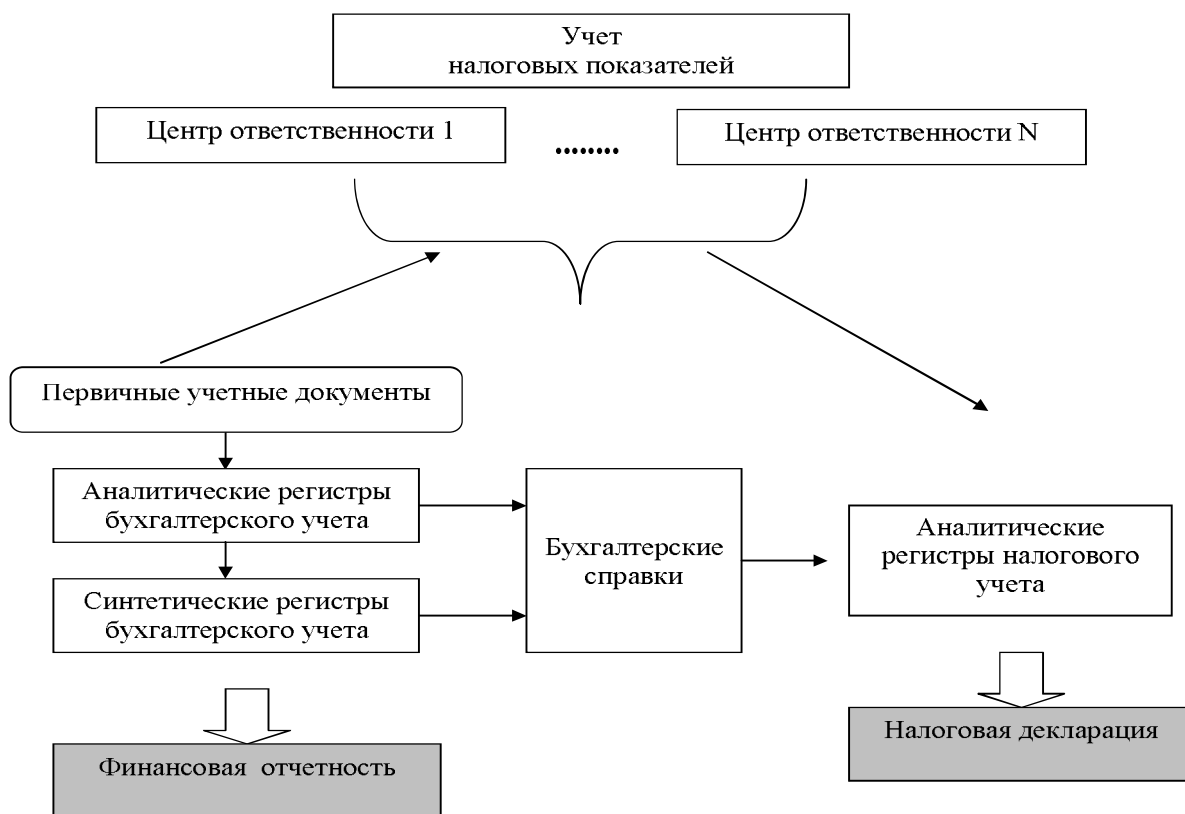 Учет
налоговых показателей
Центр ответственности 1
........
Центр ответственности N
Первичные учетные документы
Аналитические регистры
бухгалтерского учета
Синтетические регистры
бухгалтерского учета
Бухгалтерские
справки
Аналитические
регистры налогового
учета
Финансовая отчетность
Налоговая декларация